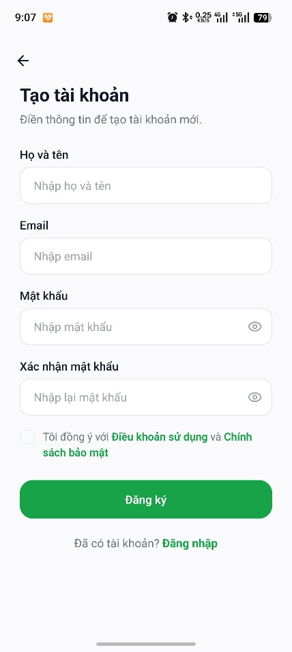 9:07
0.25
KB/S
4G
5G
79
Tạo tài khoản
Điền thông tin để tạo tài khoản mới.
Họ và tên
Nhập họ và tên
Email
Nhập email
Mật khẩu
Nhập mật khẩu
Xác nhận mật khẩu
Nhập lại mật khẩu
Tôi đồng ý với Điều khoản sử dụng và Chính
sách bảo mật
Đăng ký
Đã có tài khoản? Đăng nhập